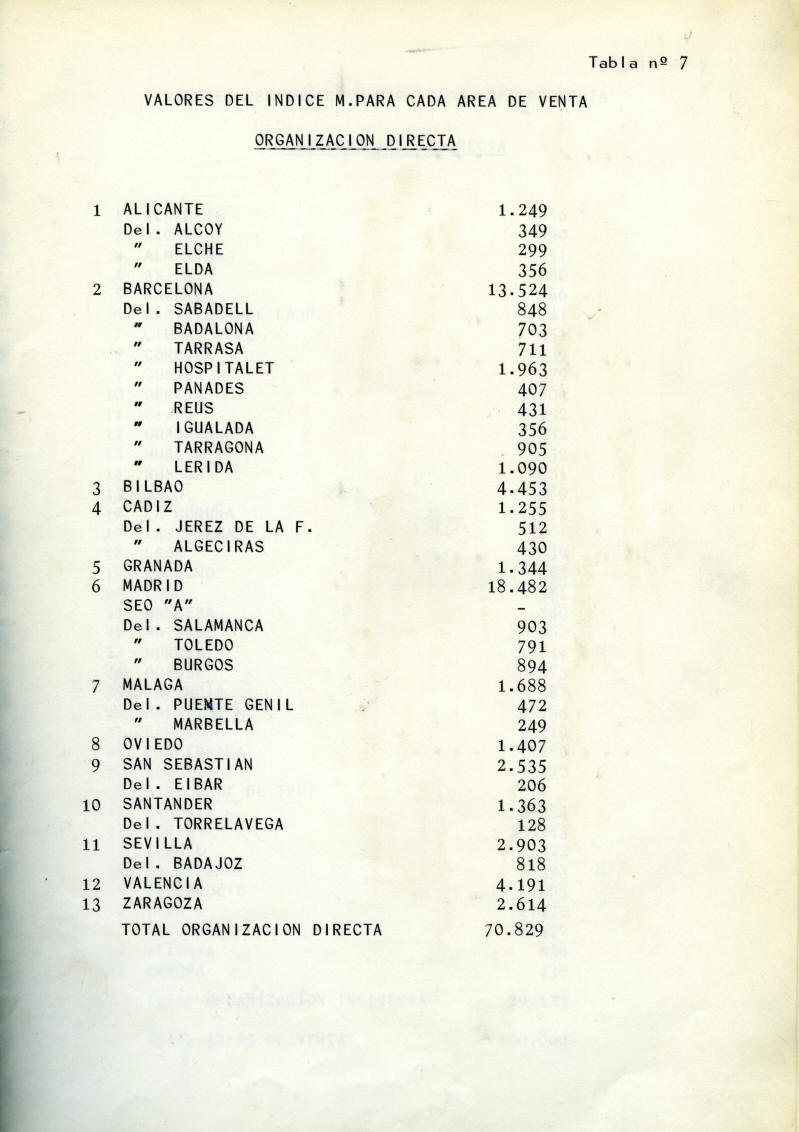 Tabla nº 7
VALORES DEL INDICE M.PARA CADA AREA DE VENTA
ORGANIZACION DIRECTA
1 ALICANTE 1.249
Del. ALCOY 349
" ELCHE 299
" ELDA 356
2 BARCELONA 13.524
Del. SABADELL 848
" BADALONA 703
" TARRASA 711
" HOSPITALET 1.963
" PANADES 407
" REUS 431
" IGUALADA 356
" TARRAGONA 905
" LERIDA 1.090
3 BILBAO 4.453
4 CADIZ 1.255
Del. JEREZ DE LA F. 512
" ALGECIRAS 430
5 GRANADA 1.344
6 MADRID 18.482
SEO "A" -
Del. SALAMANCA 903
" TOLEDO 791
" BURGOS 894
7 MALAGA 1.688
Del. PUENTE GENIL 472
" MARBELLA 249
8 OVIEDO 1.407
9 SAN SEBASTIAN 2.535
Del. EIBAR 206
10 SANTANDER 1.363
Del. TORRELAVEGA 128
11 SEVILLA 2.903
Del. BADAJOZ 818
12 VALENCIA 4.191
13 ZARAGOZA 2.614
TOTAL ORGANIZACION DIRECTA 70.829